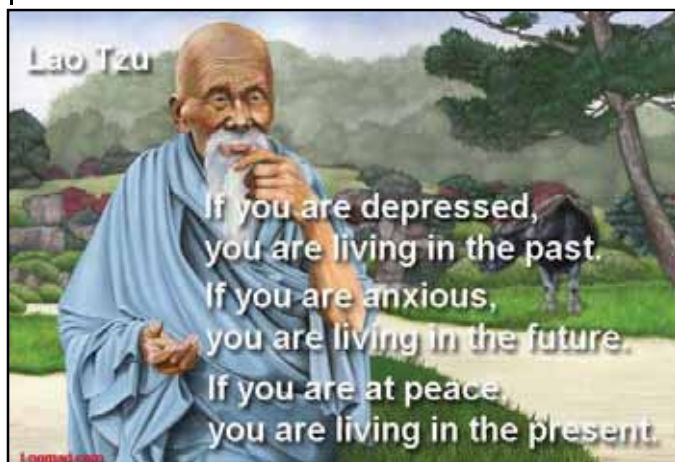 Lao Tzu
If you are depressed,
you are living in the past.
If you are anxious,
you are living in the future.
If you are at peace,
you are living in the present.